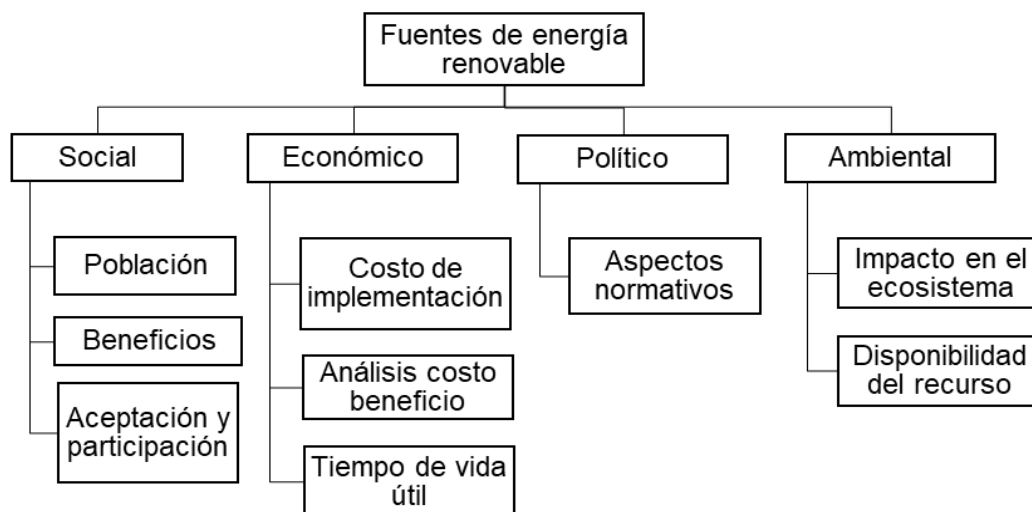 Fuentes de energía
renovable
Social
Económico
Político
Ambiental
Población
Beneficios
Aceptación y
participación
Costo de
implementación
Análisis costo
beneficio
Tiempo de vida
útil
Aspectos
normativos
Impacto en el
ecosistema
Disponibilidad
del recurso